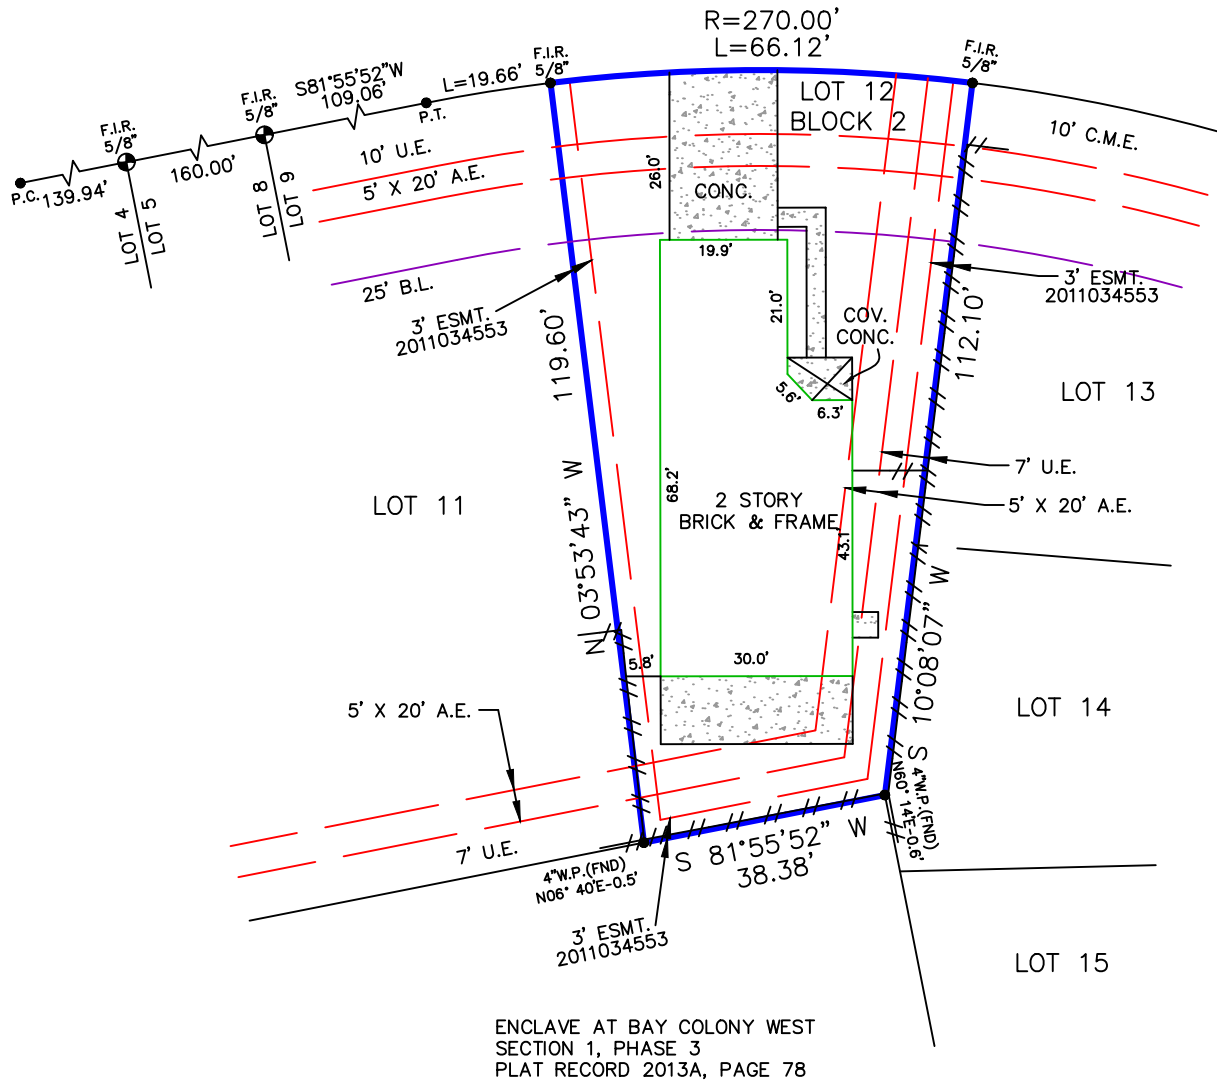 R=270.00'
L=66.12'
F.I.R.
5/8"
F.I.R.
5/8"
L=19.66'
S81°55'52"W
109.06'
P.T.
F.I.R.
5/8"
F.I.R.
5/8"
160.00'
P.C.
139.94'
LOT 4
LOT 5
LOT 8
LOT 9
10' U.E.
5' X 20' A.E.
25' B.L.
LOT 12
BLOCK 2
10' C.M.E.
26.0'
CONC.
19.9'
21.0'
COV.
CONC.
5.6'
6.3'
3' ESMT.
2011034553
3' ESMT.
2011034553
119.60'
112.10'
LOT 13
7' U.E.
5' X 20' A.E.
LOT 11
68.2'
2 STORY
BRICK & FRAME
43.1'
N 03°53'43" W
S 10°08'07" W
5.8'
30.0'
5' X 20' A.E.
LOT 14
7' U.E.
4"W.P.(FND)
N06° 40'E-0.5'
S 81°55'52" W
38.38'
4"W.P.(FND)
N60° 14'E-0.6'
3' ESMT.
2011034553
LOT 15
ENCLAVE AT BAY COLONY WEST
SECTION 1, PHASE 3
PLAT RECORD 2013A, PAGE 78